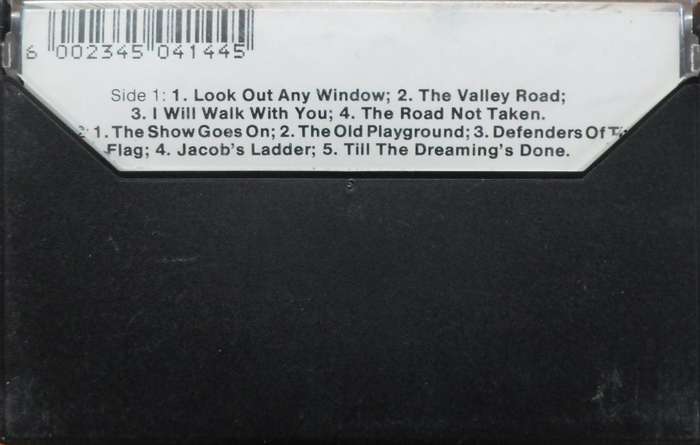 6 002345 041445
Side 1: 1. Look Out Any Window; 2. The Valley Road;
3. I Will Walk With You; 4. The Road Not Taken.
2: 1. The Show Goes On; 2. The Old Playground; 3. Defenders Of
Flag; 4. Jacob's Ladder; 5. Till The Dreaming's Done.